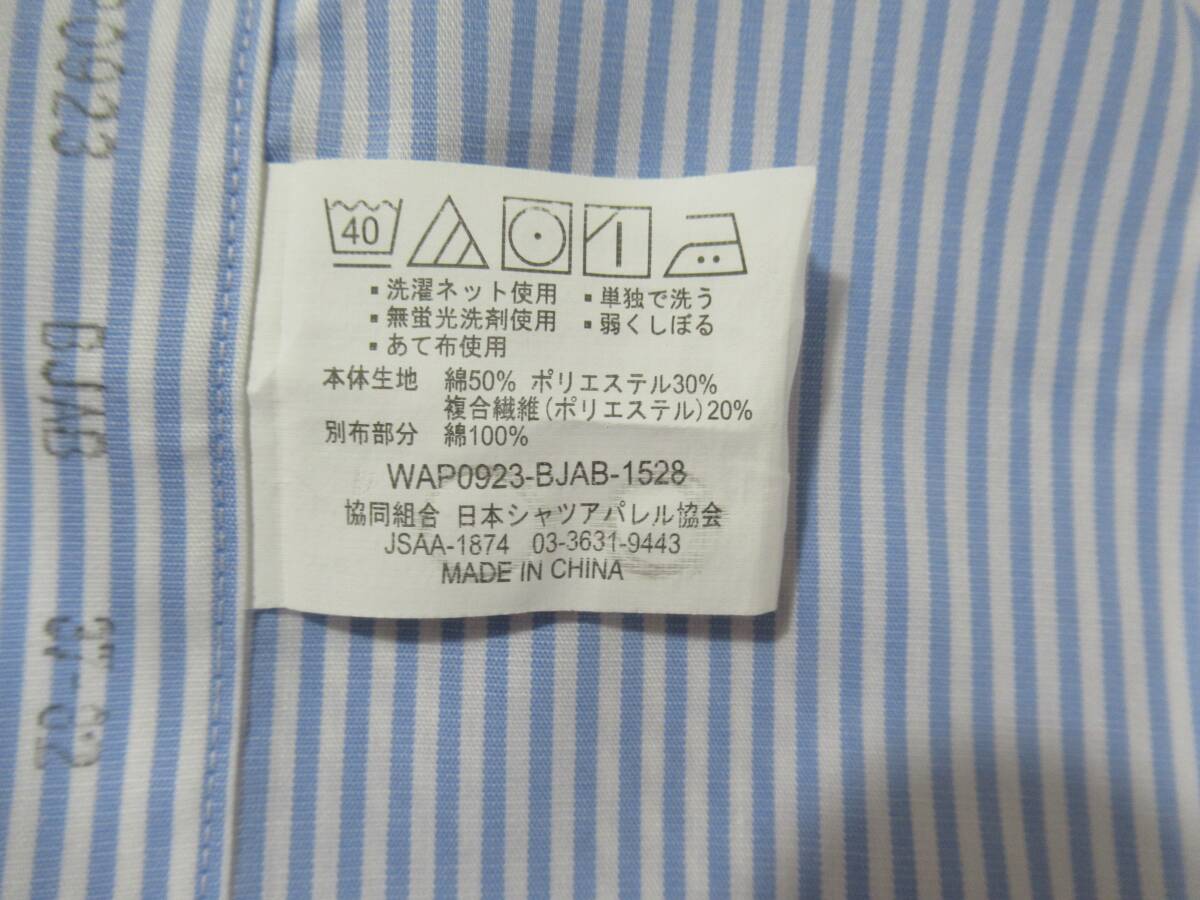 P0923
BJAB
37-82
40
▪洗濯ネット使用 ▪単独で洗う
▪無蛍光洗剤使用 ▪弱くしぼる
▪あて布使用
本体生地 綿50% ポリエステル30%
複合繊維(ポリエステル)20%
別布部分 綿100%
WAP0923-BJAB-1528
協同組合 日本シャツアパレル協会
JSAA-1874 03-3631-9443
MADE IN CHINA